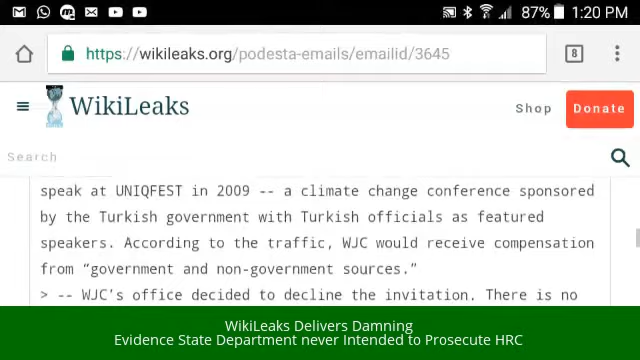 87% 1:20 PM
https://wikileaks.org/podesta-emails/emailid/3645
8
WikiLeaks
Shop
Donate
Search
speak at UNIQFEST in 2009 -- a climate change conference sponsored
by the Turkish government with Turkish officials as featured
speakers. According to the traffic, WJC would receive compensation
from “government and non-government sources.”
> -- WJC’s office decided to decline the invitation. There is no
WikiLeaks Delivers Damning
Evidence State Department never Intended to Prosecute HRC